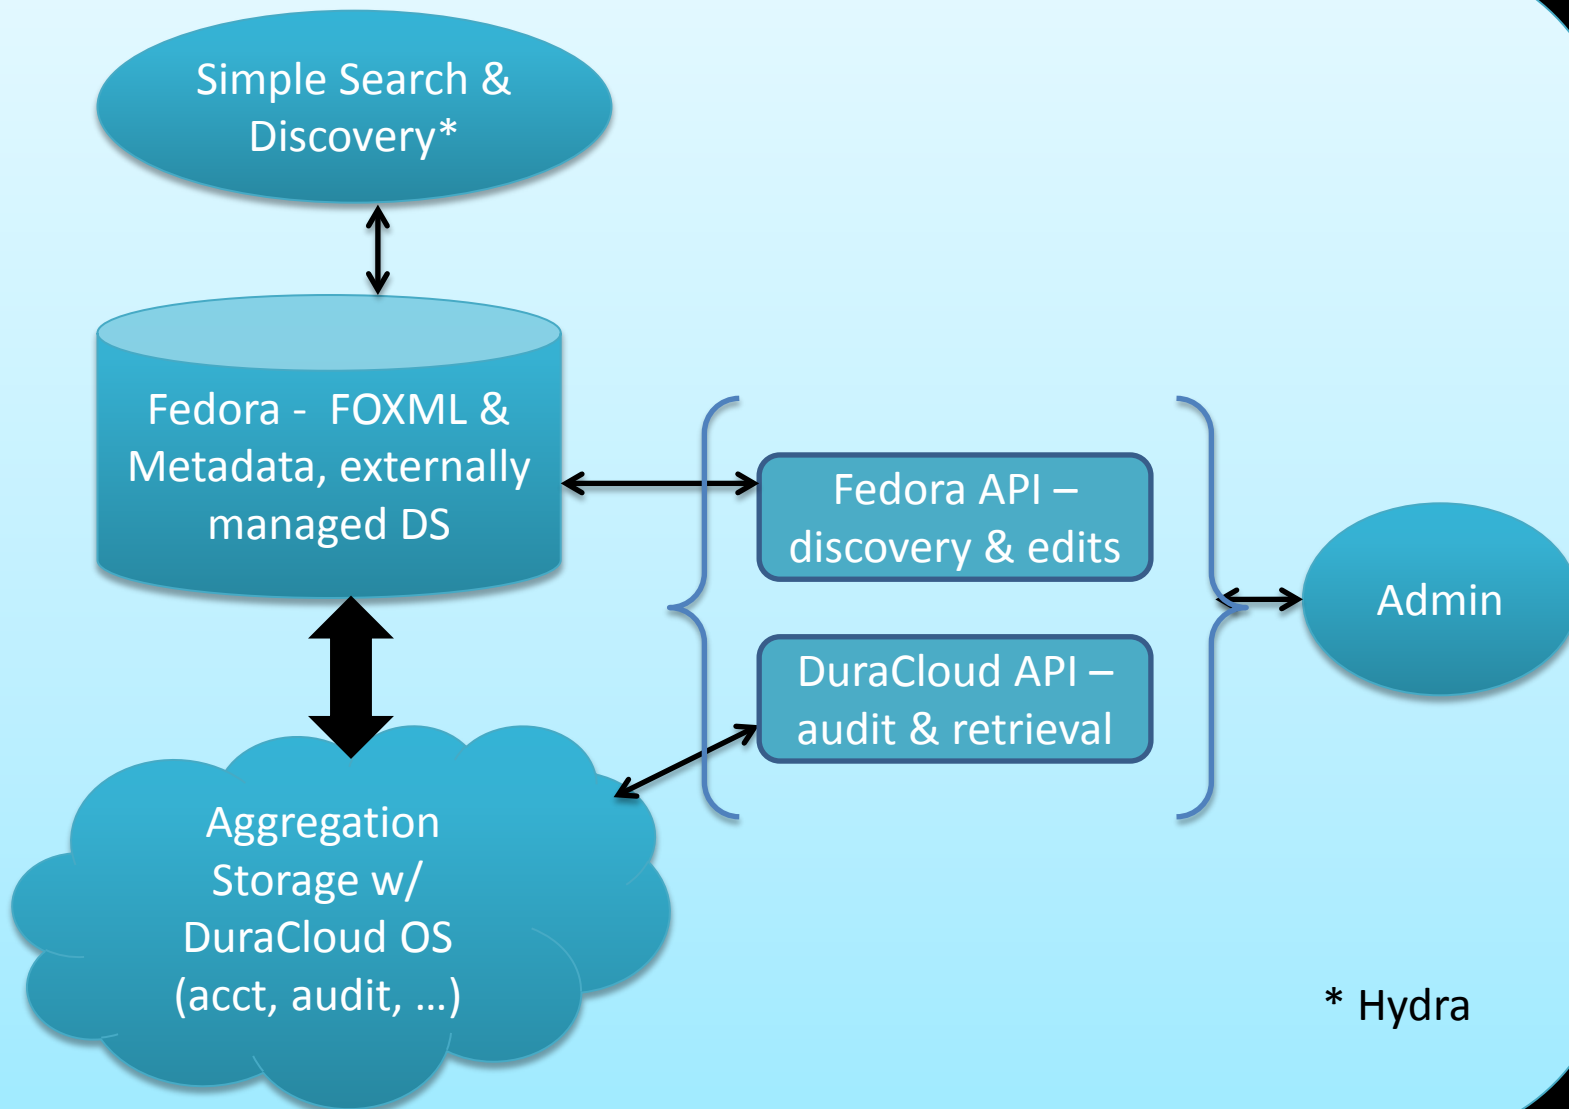 Simple Search &
Discovery*
Fedora -  FOXML &
Metadata, externally
managed DS
Fedora API –
discovery & edits
Admin
DuraCloud API –
audit & retrieval
Aggregation
Storage w/
DuraCloud OS
(acct, audit, …)
* Hydra